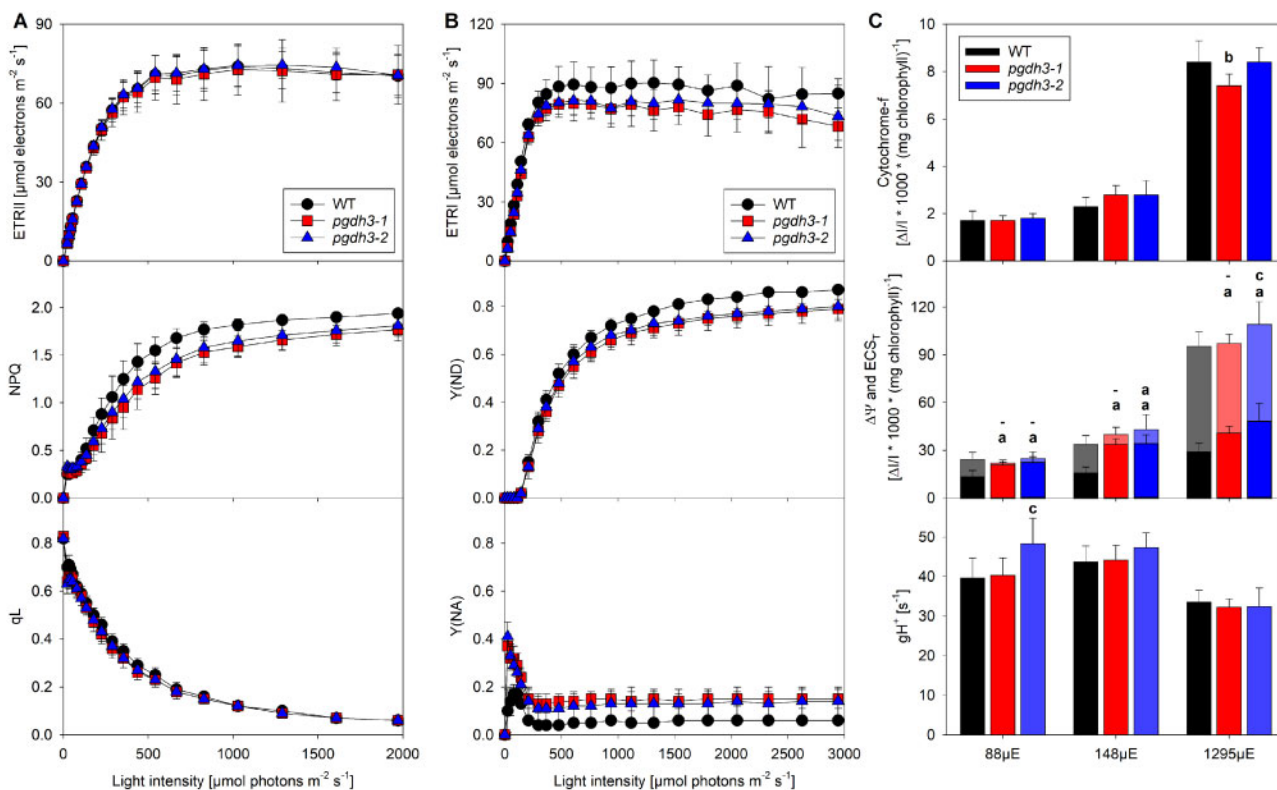 A
ETRII [µmol electrons m-2 s-1]
90
60
30
0
WT
pgdh3-1
pgdh3-2
NPQ
2.0
1.5
1.0
0.5
0.0
qL
0.8
0.6
0.4
0.2
0.0
0 500 1000 1500 2000
Light intensity [µmol photons m-2 s-1]
B
ETRI [µmol electrons m-2 s-1]
120
90
60
30
0
WT
pgdh3-1
pgdh3-2
Y(ND)
0.8
0.6
0.4
0.2
0.0
Y(NA)
0.8
0.6
0.4
0.2
0.0
0 500 1000 1500 2000 2500 3000
Light intensity [µmol photons m-2 s-1]
C
Cytochrome-f
[ΔI/I * 1000 * (mg chlorophyll)-1]
10
8
6
4
2
0
WT
pgdh3-1
pgdh3-2
b
ΔΨ and ECST
[ΔI/I * 1000 * (mg chlorophyll)-1]
120
90
60
30
0
- -
a a
- a
a a
- c
a a
gH+ [s-1]
60
50
40
30
20
10
0
c
88µE 148µE 1295µE